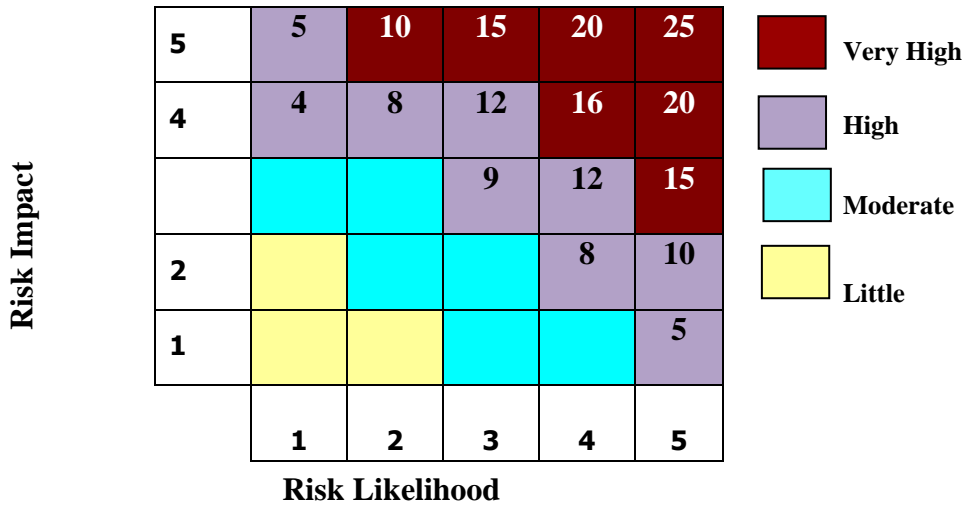 5 5 10 15 20 25
4 4 8 12 16 20
9 12 15
2 8 10
1 5
1 2 3 4 5
Risk Impact
Risk Likelihood
Very High
High
Moderate
Little